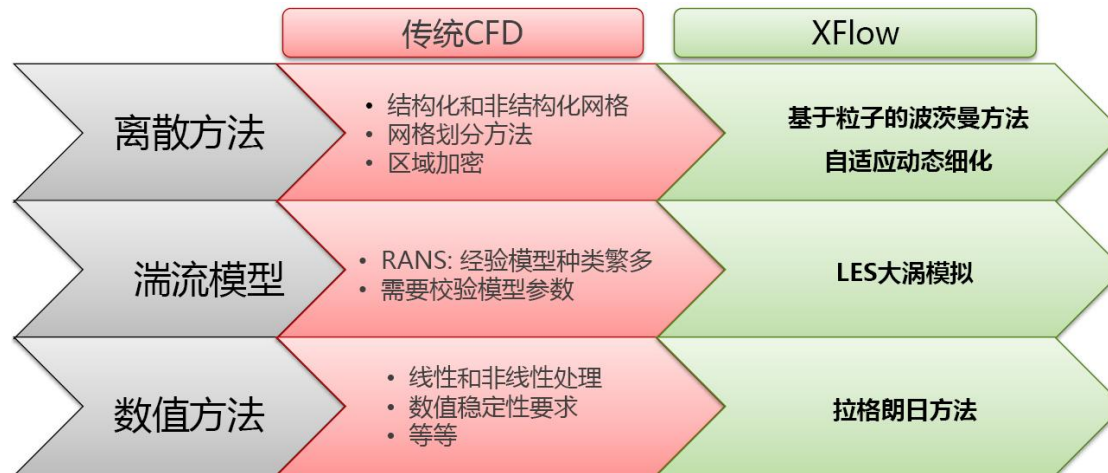 传统CFD
XFlow
离散方法
• 结构化和非结构化网格
• 网格划分方法
• 区域加密
基于粒子的波茨曼方法
自适应动态细化
湍流模型
• RANS: 经验模型种类繁多
• 需要校验模型参数
LES大涡模拟
数值方法
• 线性和非线性处理
• 数值稳定性要求
• 等等
拉格朗日方法